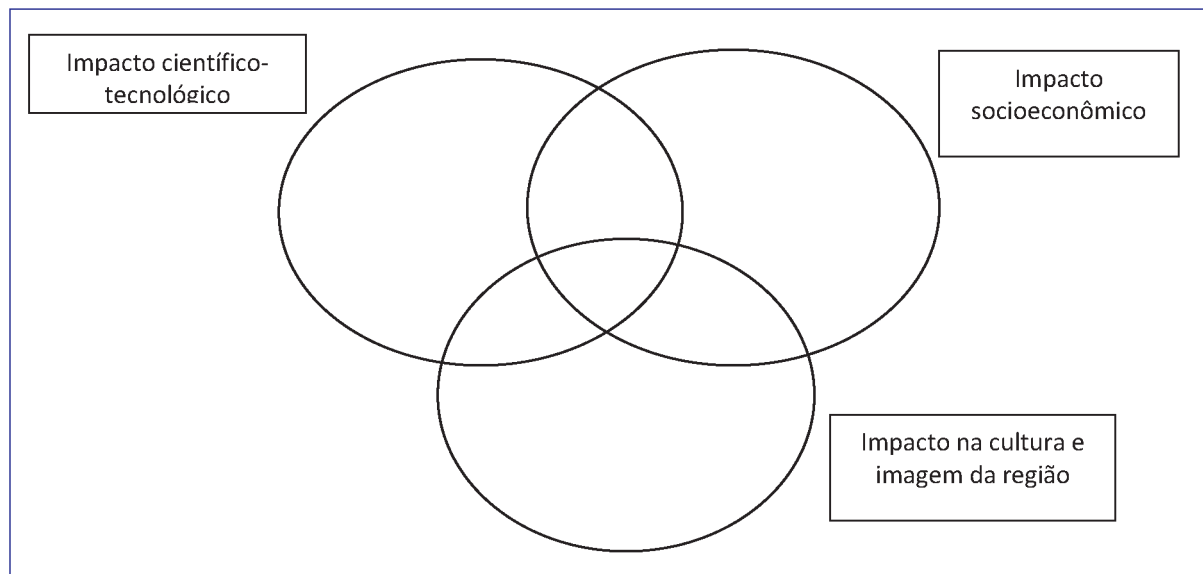 Impacto científico-
tecnológico
Impacto
socioeconômico
Impacto na cultura e
imagem da região